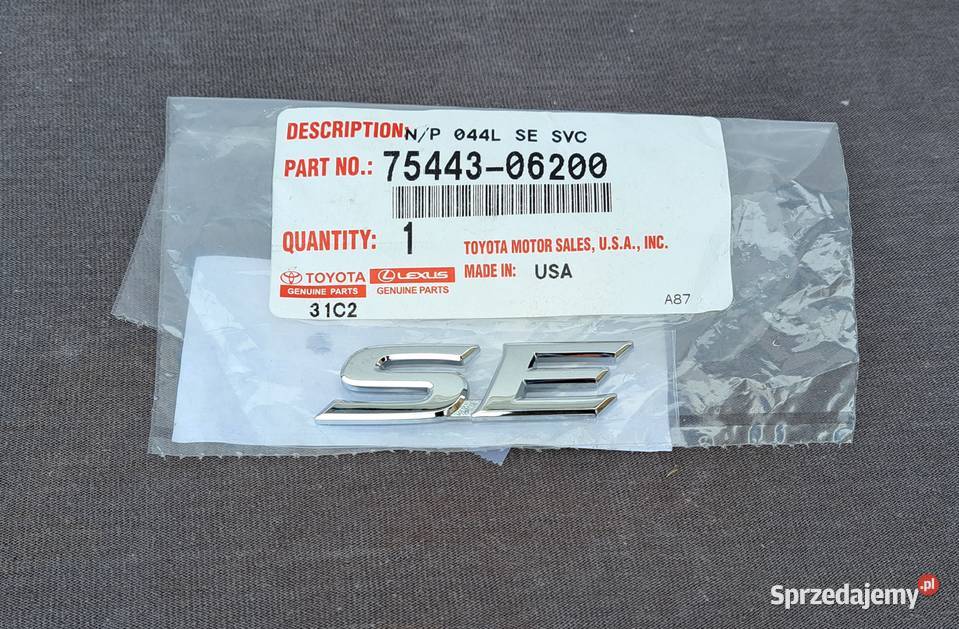 DESCRIPTION: N/P 044L SE SVC
PART NO.: 75443-06200
QUANTITY: 1 TOYOTA MOTOR SALES, U.S.A., INC.
TOYOTA LEXUS MADE IN: USA
GENUINE PARTS GENUINE PARTS
31C2 A87
SE
Sprzedajemy.pl